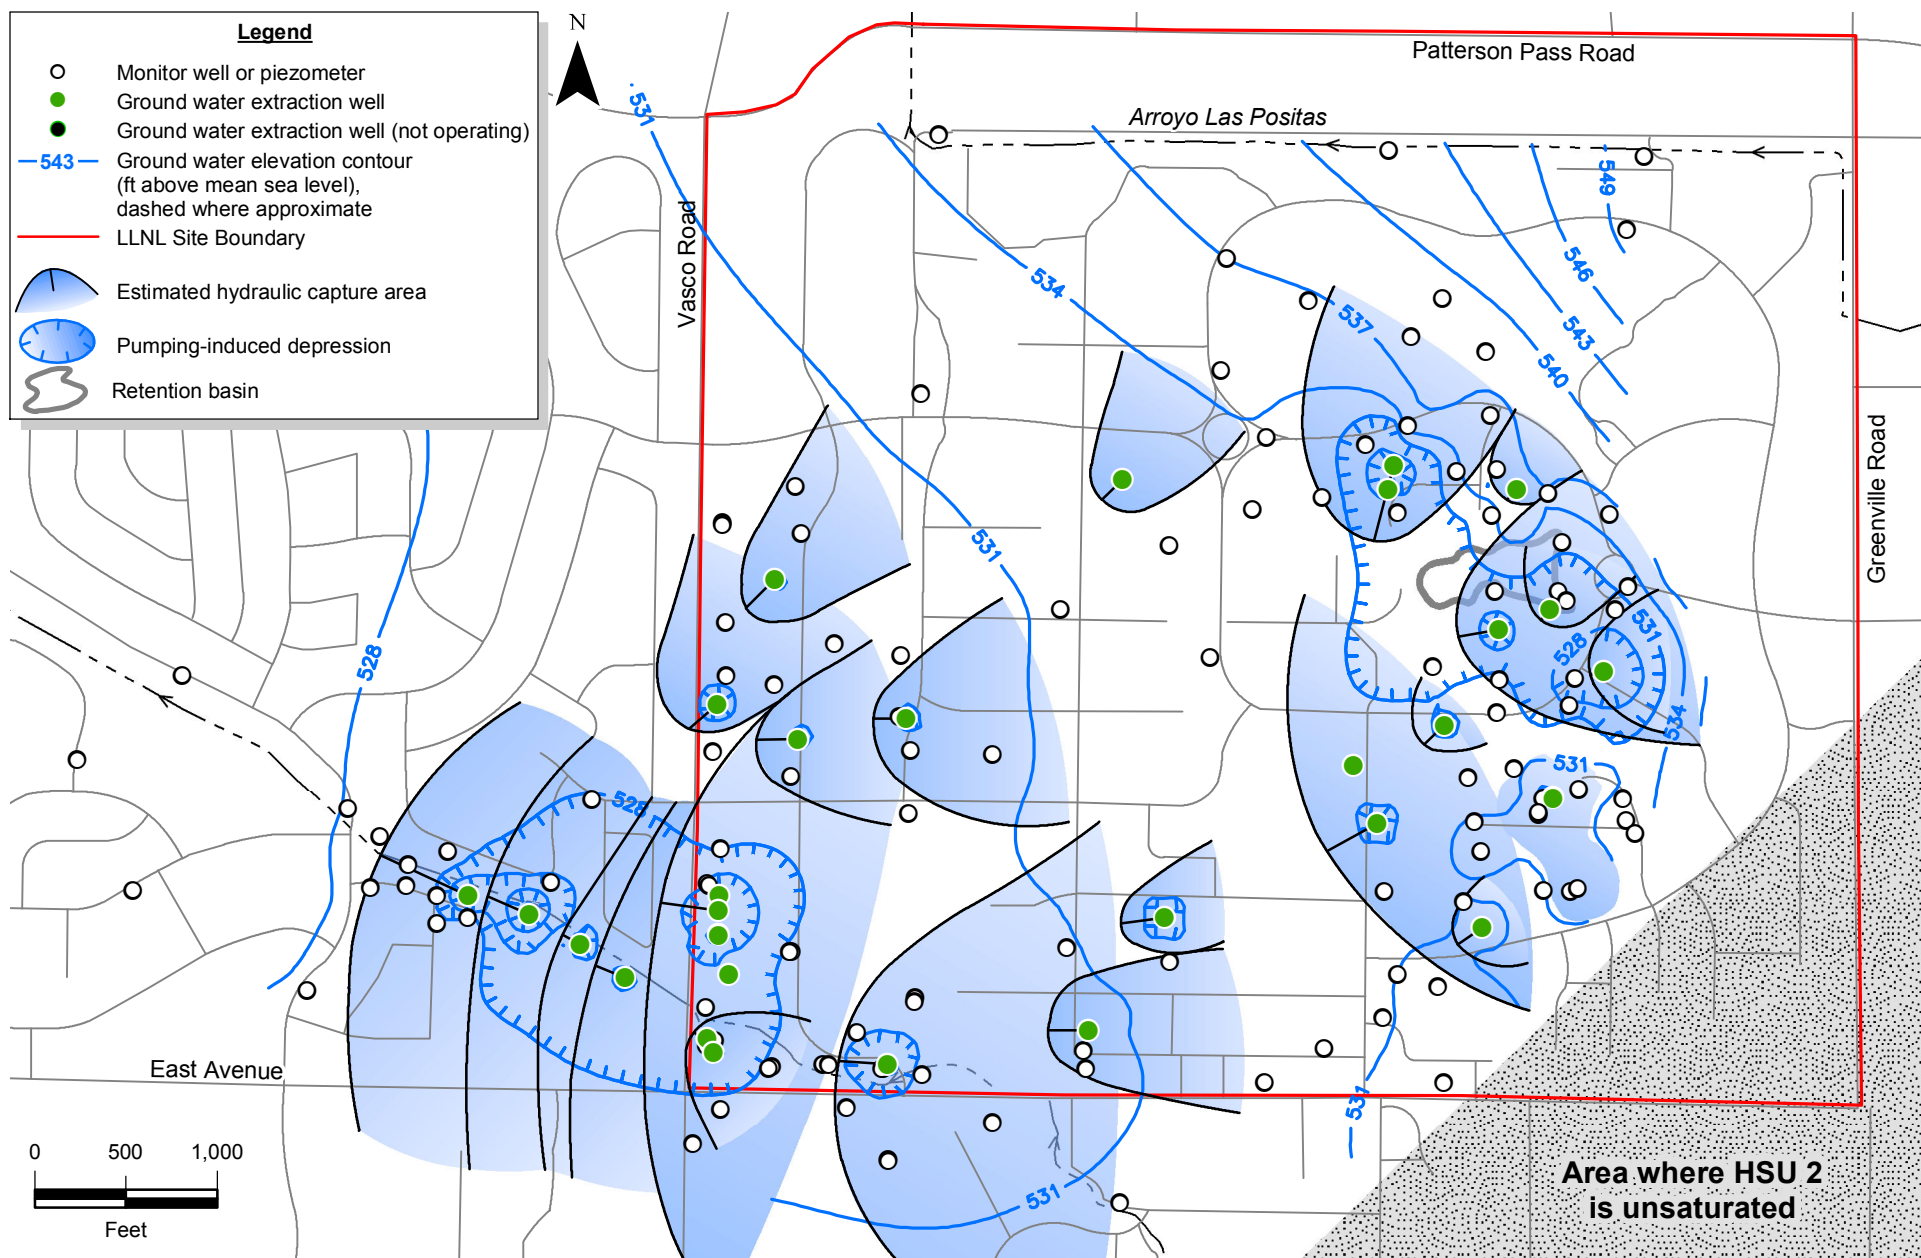 Legend
Monitor well or piezometer
Ground water extraction well
Ground water extraction well (not operating)
543
Ground water elevation contour
(ft above mean sea level),
dashed where approximate
LLNL Site Boundary
Estimated hydraulic capture area
Pumping-induced depression
Retention basin
N
Patterson Pass Road
Arroyo Las Positas
531
549
Vasco Road
546
534
537
543
540
Greenville Road
531
528
531
528
534
531
528
East Avenue
531
531
0 500 1,000
Feet
Area where HSU 2
is unsaturated